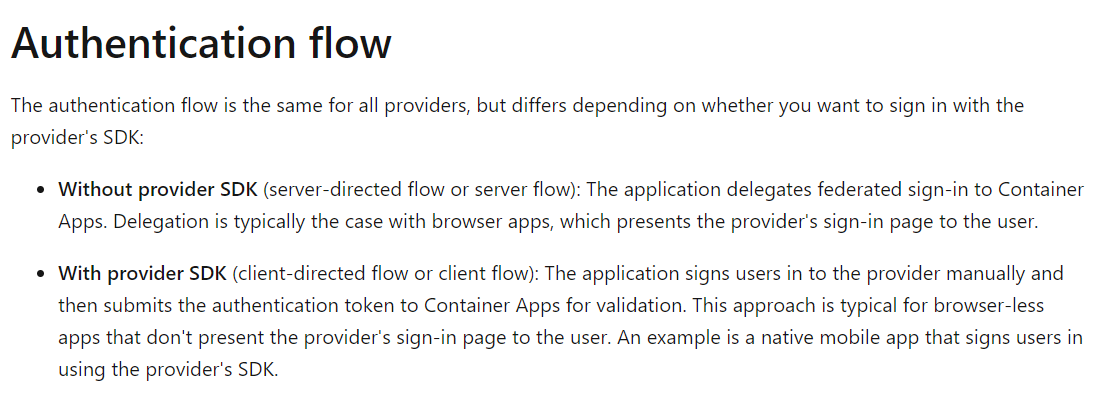 Authentication flow
The authentication flow is the same for all providers, but differs depending on whether you want to sign in with the
provider's SDK:
• Without provider SDK (server-directed flow or server flow): The application delegates federated sign-in to Container
Apps. Delegation is typically the case with browser apps, which presents the provider's sign-in page to the user.
• With provider SDK (client-directed flow or client flow): The application signs users in to the provider manually and
then submits the authentication token to Container Apps for validation. This approach is typical for browser-less
apps that don't present the provider's sign-in page to the user. An example is a native mobile app that signs users in
using the provider's SDK.